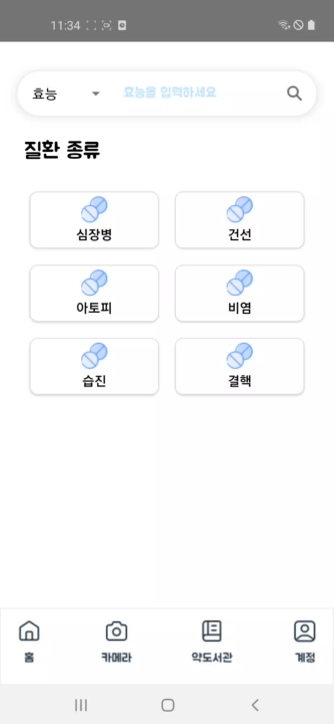 11:34
효능
효능을 입력하세요
질환 종류
심장병
건선
아토피
비염
습진
결핵
홈
카메라
약도서관
계정